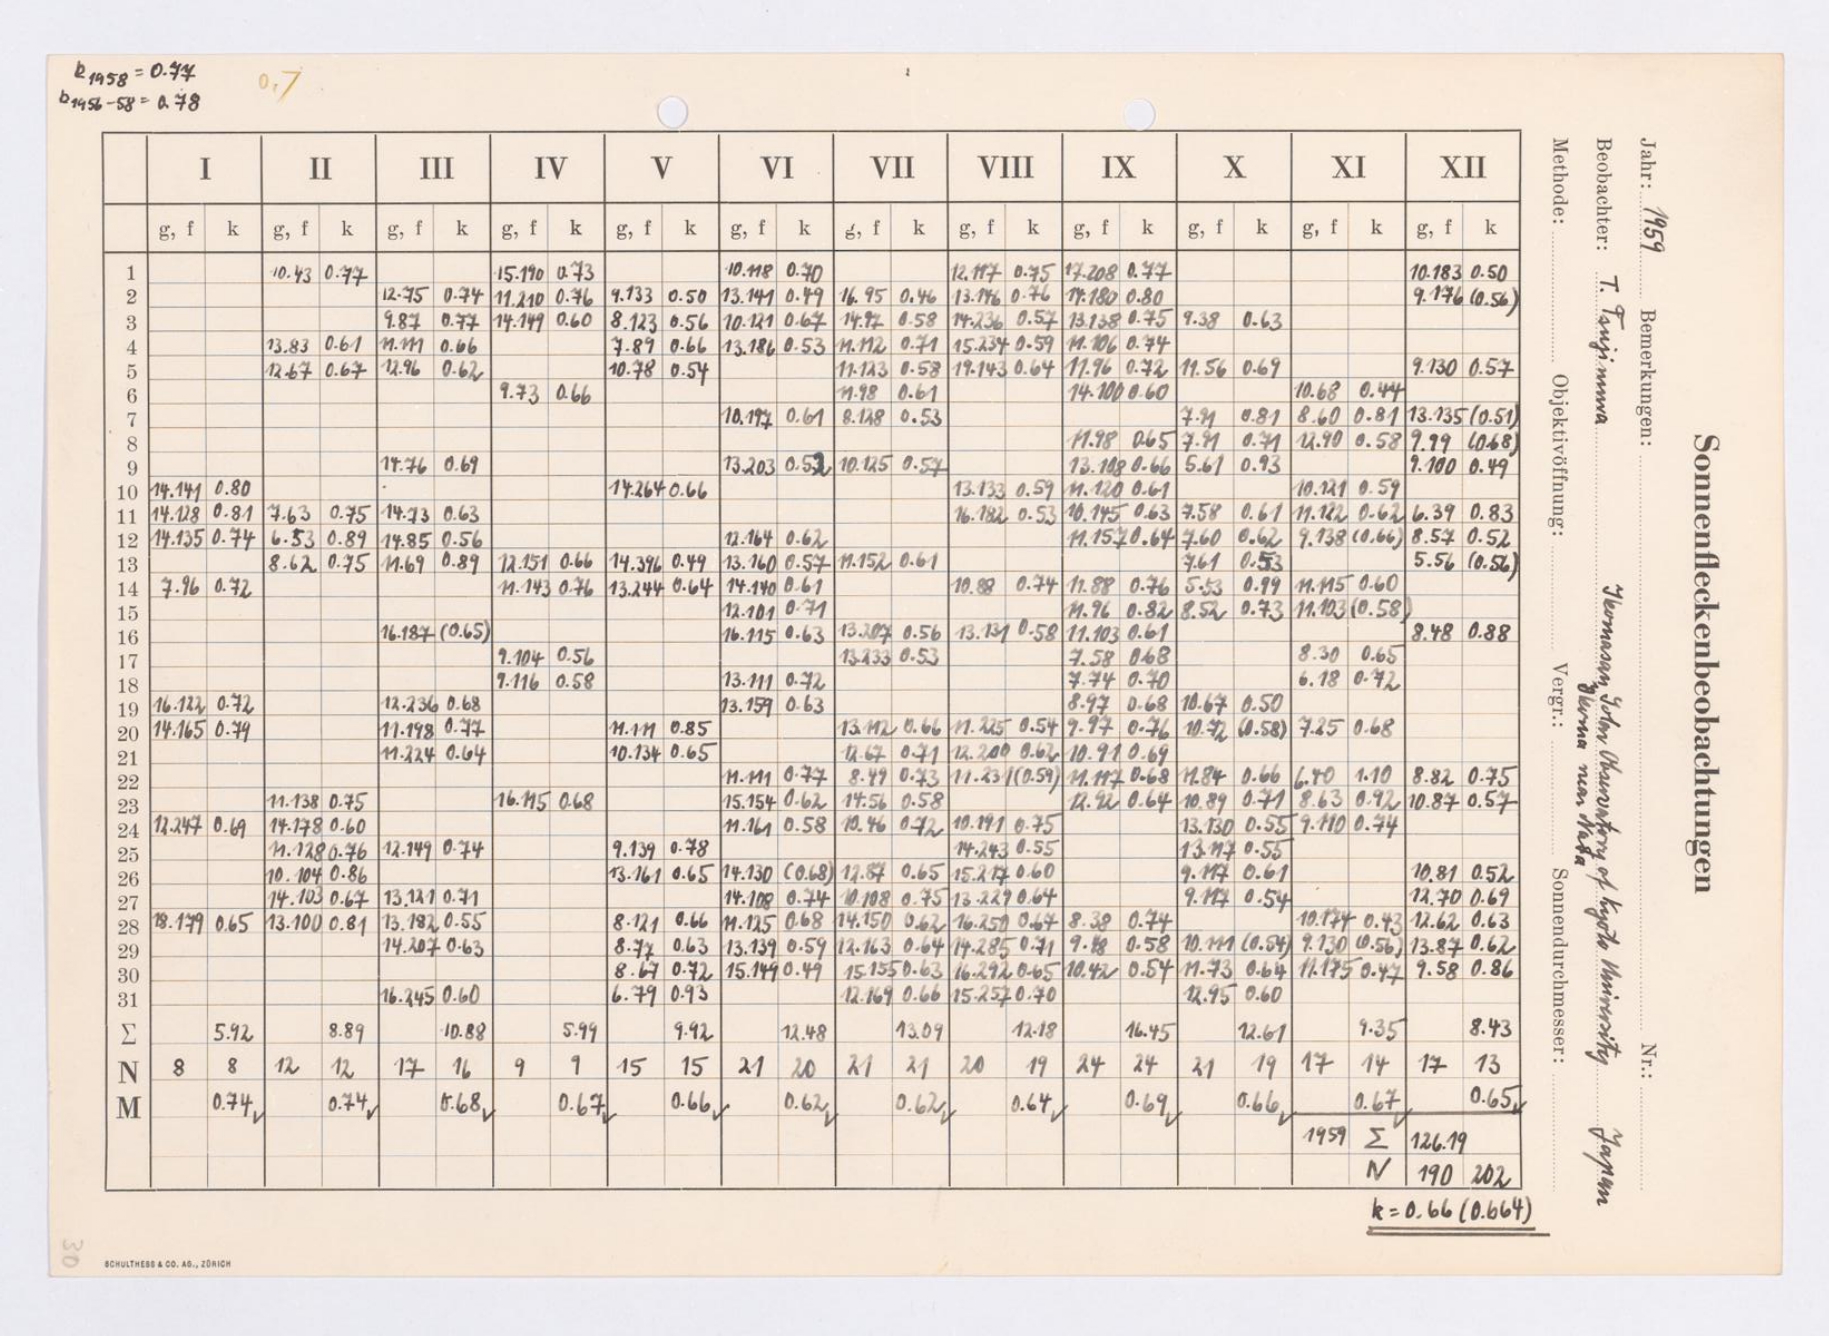 k1958 = 0.77
k1956-58 = 0.78
0.7
I II III IV V VI VII VIII IX X XI XII
g, f k g, f k g, f k g, f k g, f k g, f k g, f k g, f k g, f k g, f k g, f k g, f k
1 10.43 0.77 15.190 0.73 10.118 0.70 12.117 0.75 17.208 0.77 10.183 0.50
2 12.75 0.74 11.210 0.76 9.133 0.50 13.141 0.49 16.95 0.46 13.146 0.76 14.180 0.80 9.176 (0.56)
3 9.87 0.77 14.149 0.60 8.123 0.56 10.121 0.67 14.97 0.58 14.236 0.57 13.138 0.75 9.38 0.63
4 13.83 0.61 11.111 0.66 7.89 0.66 13.186 0.53 11.112 0.71 15.234 0.59 11.106 0.74
5 12.67 0.67 12.96 0.62 10.78 0.54 11.123 0.58 19.143 0.64 11.96 0.72 11.56 0.69 9.130 0.57
6 9.73 0.66 11.98 0.61 14.100 0.60 10.68 0.44
7 10.197 0.61 8.128 0.53 7.91 0.81 8.60 0.81 13.135 (0.51)
8 11.98 0.65 7.91 0.71 12.90 0.58 9.99 (0.68)
9 14.76 0.69 13.203 0.52 10.125 0.57 13.108 0.66 5.61 0.93 9.100 0.49
10 14.141 0.80 14.264 0.66 13.133 0.59 11.120 0.61 10.121 0.59
11 14.128 0.81 7.63 0.75 14.73 0.63 16.182 0.53 10.145 0.63 7.58 0.61 11.122 0.62 6.39 0.83
12 14.135 0.74 6.53 0.89 14.85 0.56 12.164 0.62 11.157 0.64 7.60 0.62 9.138 (0.66) 8.57 0.52
13 8.62 0.75 11.69 0.89 12.151 0.66 14.396 0.49 13.160 0.57 11.152 0.61 7.61 0.53 5.56 (0.56)
14 7.96 0.72 11.143 0.76 13.244 0.64 14.140 0.61 10.88 0.74 11.88 0.76 5.53 0.99 11.115 0.60
15 12.101 0.71 11.96 0.82 8.52 0.73 11.103 (0.58)
16 16.187 (0.65) 16.115 0.63 13.207 0.56 13.131 0.58 11.103 0.61 8.48 0.88
17 9.104 0.56 13.233 0.53 7.58 0.68 8.30 0.65
18 9.116 0.58 13.111 0.72 7.74 0.70 6.18 0.72
19 16.122 0.72 12.236 0.68 13.159 0.63 8.97 0.68 10.67 0.50
20 14.165 0.79 11.198 0.77 11.111 0.85 13.112 0.66 11.225 0.54 9.97 0.76 10.72 (0.58) 7.25 0.68
21 11.224 0.64 10.134 0.65 12.67 0.71 12.200 0.62 10.91 0.69
22 11.111 0.77 8.49 0.73 11.231 (0.59) 11.117 0.68 11.84 0.66 6.40 1.10 8.82 0.75
23 11.138 0.75 16.115 0.68 15.154 0.62 14.56 0.58 12.92 0.64 10.89 0.71 8.63 0.92 10.87 0.57
24 12.247 0.69 14.178 0.60 11.161 0.58 10.46 0.72 10.191 0.75 13.130 0.55 9.110 0.74
25 11.128 0.76 12.149 0.74 9.139 0.78 14.243 0.55 13.117 0.55
26 10.104 0.86 13.161 0.65 14.130 (0.68) 12.87 0.65 15.217 0.60 9.117 0.61 10.81 0.52
27 14.103 0.67 13.121 0.71 14.108 0.74 10.108 0.75 13.229 0.64 9.117 0.54 12.70 0.69
28 18.179 0.65 13.100 0.81 13.182 0.55 8.121 0.66 11.125 0.68 14.150 0.62 16.250 0.67 8.38 0.74 10.174 0.43 12.62 0.63
29 14.207 0.63 8.77 0.63 13.139 0.59 12.163 0.64 14.285 0.71 9.48 0.58 10.111 (0.54) 9.130 (0.56) 13.87 0.62
30 8.67 0.72 15.149 0.49 15.155 0.63 16.292 0.65 10.42 0.54 11.73 0.64 11.175 0.47 9.58 0.86
31 16.245 0.60 6.79 0.93 12.169 0.66 15.257 0.70 12.95 0.60
Σ 5.92 8.89 10.88 5.99 9.92 12.48 13.09 12.18 16.45 12.61 9.35 8.43
N 8 8 12 12 17 16 9 9 15 15 21 20 21 21 20 19 24 24 21 19 17 14 17 13
M 0.74 0.74 0.68 0.67 0.66 0.62 0.62 0.64 0.69 0.66 0.67 0.65
1959 Σ 126.19
N 190 202
k = 0.66 (0.664)
Sonnenfleckenbeobachtungen
Jahr: 1959 Bemerkungen: Nr.:
Beobachter: T. Tsujimura Ikomasan Solar Observatory of Kyoto University Japan
Ikoma near Nara
Methode: Objektivöffnung: Vergr.: Sonnendurchmesser:
30
SCHULTHESS & CO. AG., ZÜRICH